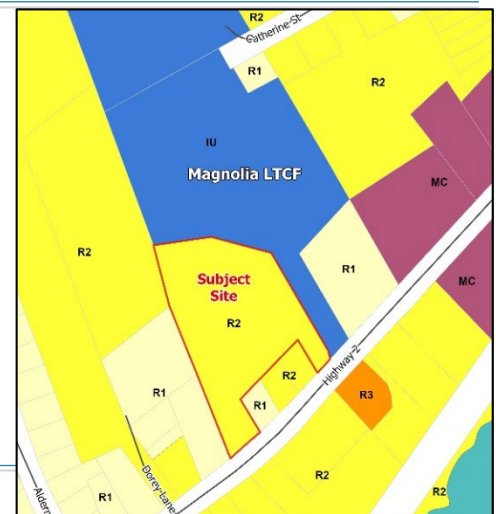 R2
Catherine-St
R1
R2
IU
Magnolia LTCF
MC
R2
R1
MC
Subject
Site
R2
R1
R2
R1
Highway-2
R3
Dorey-Lane
R2
R1
R2